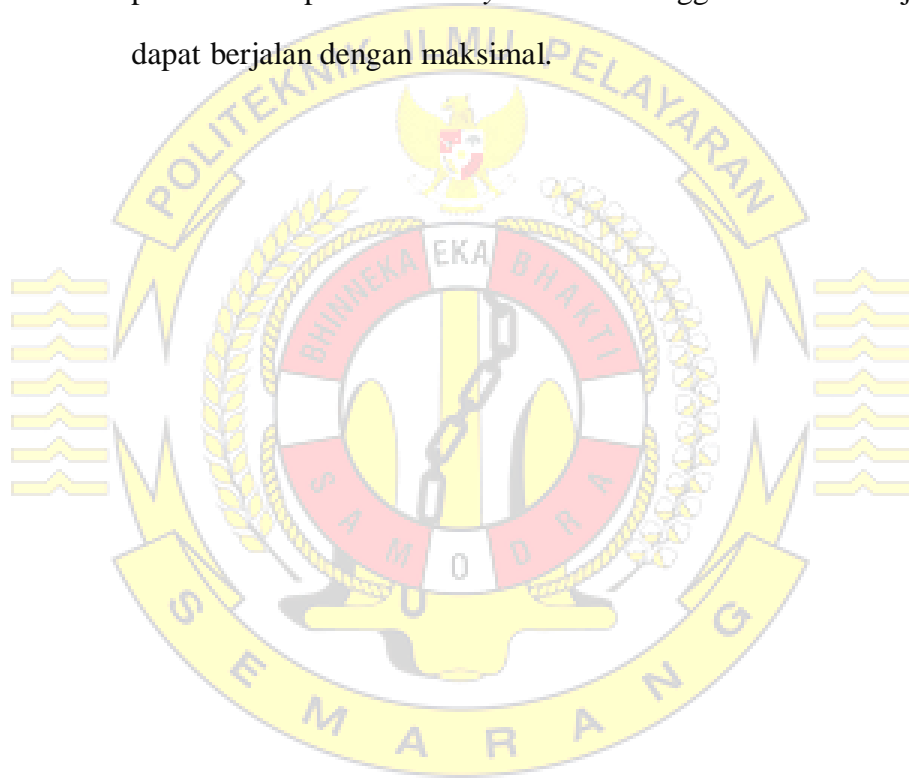 dapat berjalan dengan maksimal.
POLITEKNIK ILMU PELAYARAN
BHINNEKA EKA BHAKTI
SAMODRA
SEMARANG